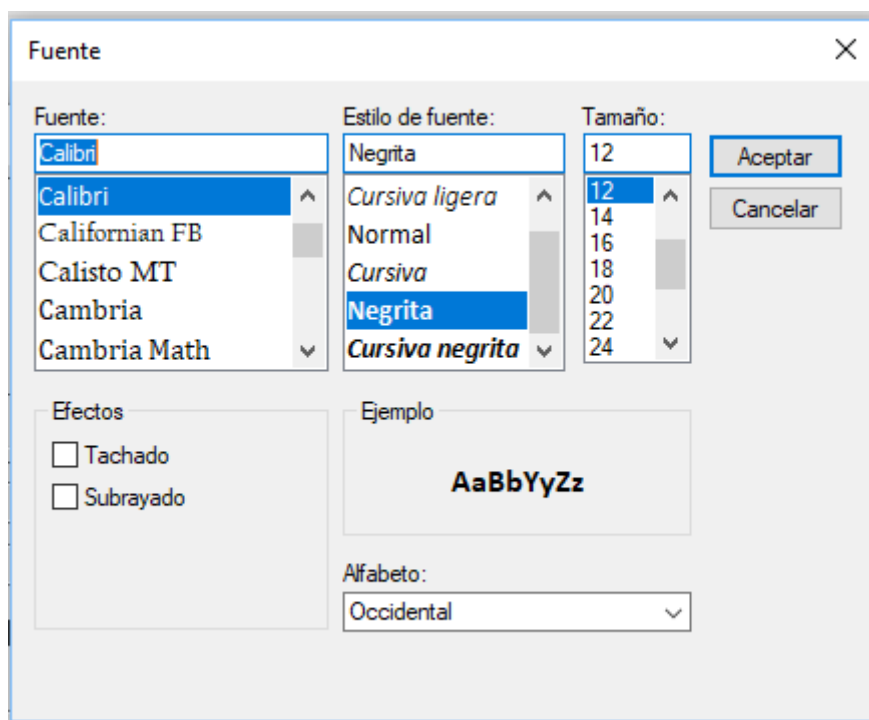 Fuente
Fuente:
Calibri
Calibri
Californian FB
Calisto MT
Cambria
Cambria Math
Estilo de fuente:
Negrita
Cursiva ligera
Normal
Cursiva
Negrita
Cursiva negrita
Tamaño:
12
12
14
16
18
20
22
24
Aceptar
Cancelar
Efectos
Tachado
Subrayado
Ejemplo
AaBbYyZz
Alfabeto:
Occidental